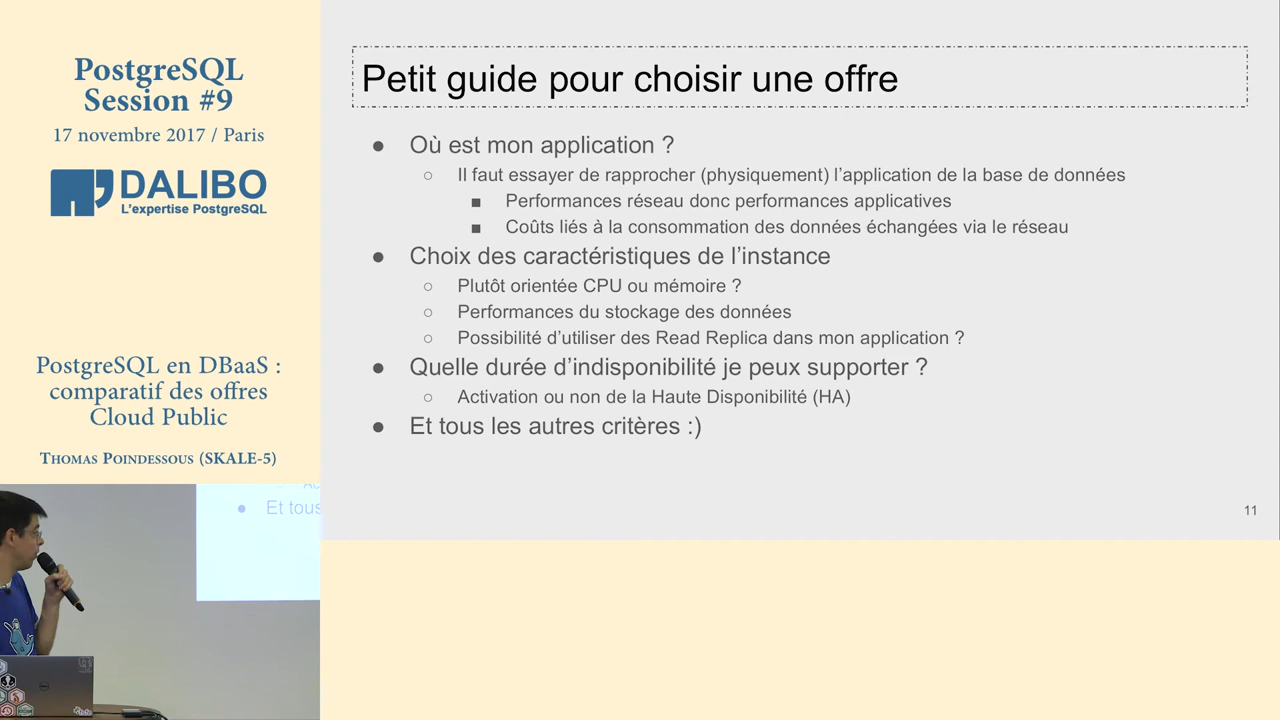 PostgreSQL
Session #9
17 novembre 2017 / Paris
DALIBO
L'expertise PostgreSQL
PostgreSQL en DBaaS :
comparatif des offres
Cloud Public
Thomas Poindessous (SKALE-5)
Petit guide pour choisir une offre
● Où est mon application ?
○ Il faut essayer de rapprocher (physiquement) l’application de la base de données
■ Performances réseau donc performances applicatives
■ Coûts liés à la consommation des données échangées via le réseau
● Choix des caractéristiques de l’instance
○ Plutôt orientée CPU ou mémoire ?
○ Performances du stockage des données
○ Possibilité d’utiliser des Read Replica dans mon application ?
● Quelle durée d’indisponibilité je peux supporter ?
○ Activation ou non de la Haute Disponibilité (HA)
● Et tous les autres critères :)
11
● Et tous